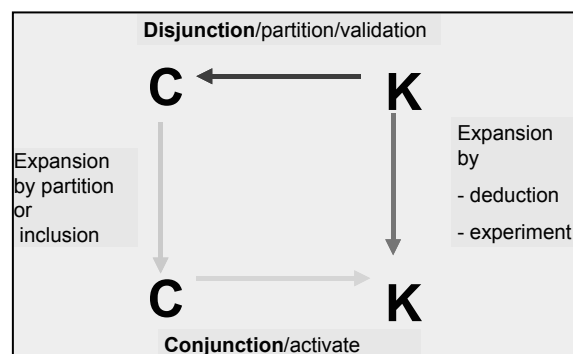 Disjunction/partition/validation
C K
Expansion
by partition
or
inclusion
Expansion
by
- deduction
- experiment
C K
Conjunction/activate